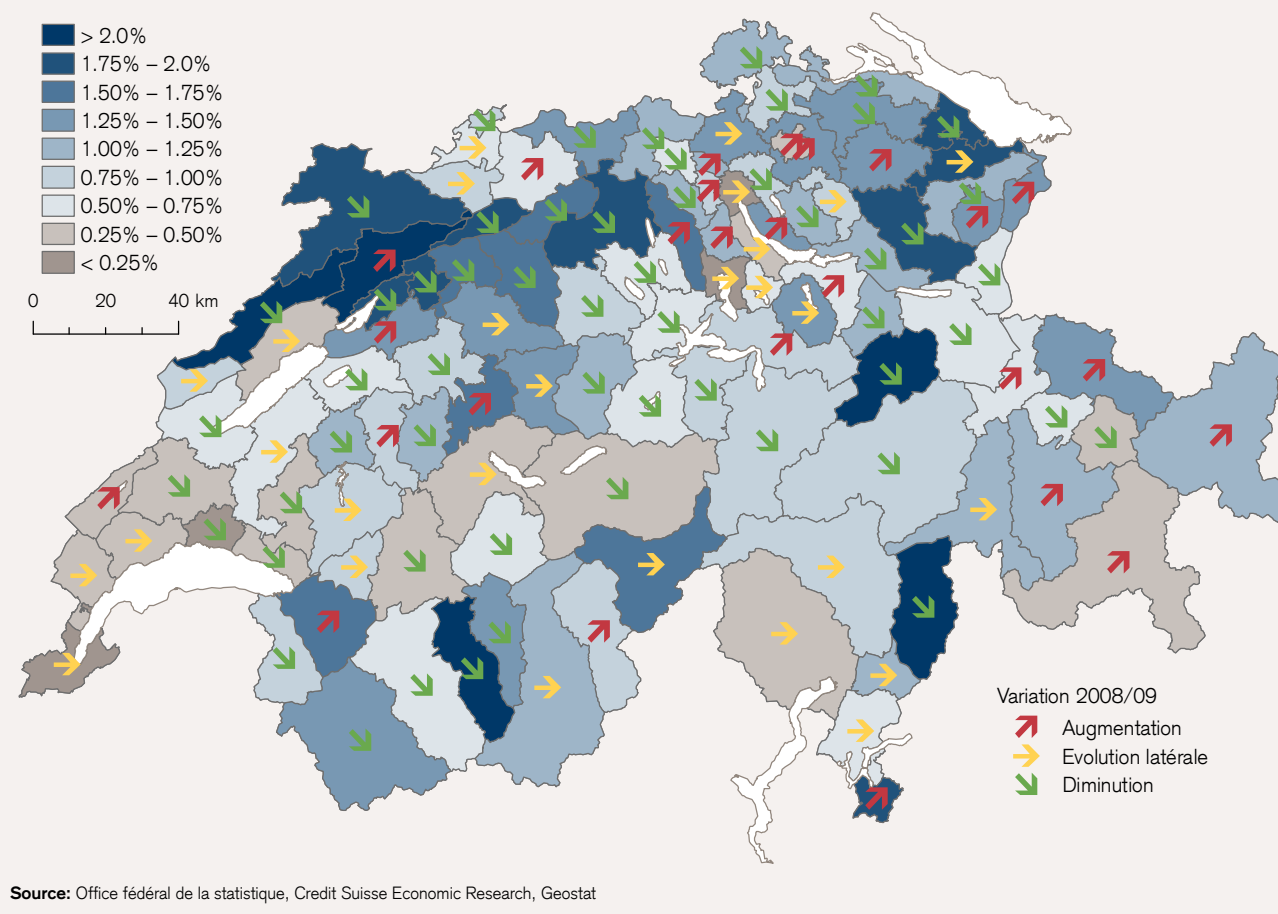 > 2.0%
1.75% – 2.0%
1.50% – 1.75%
1.25% – 1.50%
1.00% – 1.25%
0.75% – 1.00%
0.50% – 0.75%
0.25% – 0.50%
< 0.25%
0 20 40 km
Variation 2008/09
Augmentation
Evolution latérale
Diminution
Source: Office fédéral de la statistique, Credit Suisse Economic Research, Geostat